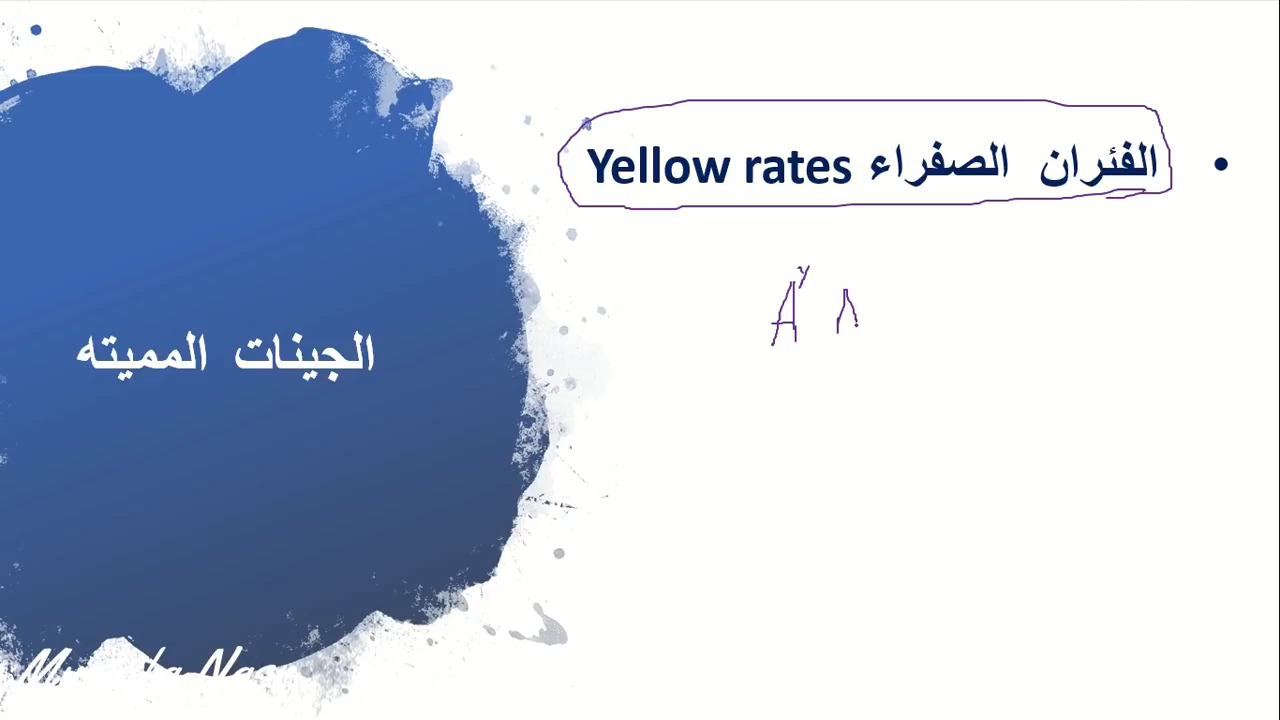 • الفئران الصفراء Yellow rates
A^y
الجينات المميته